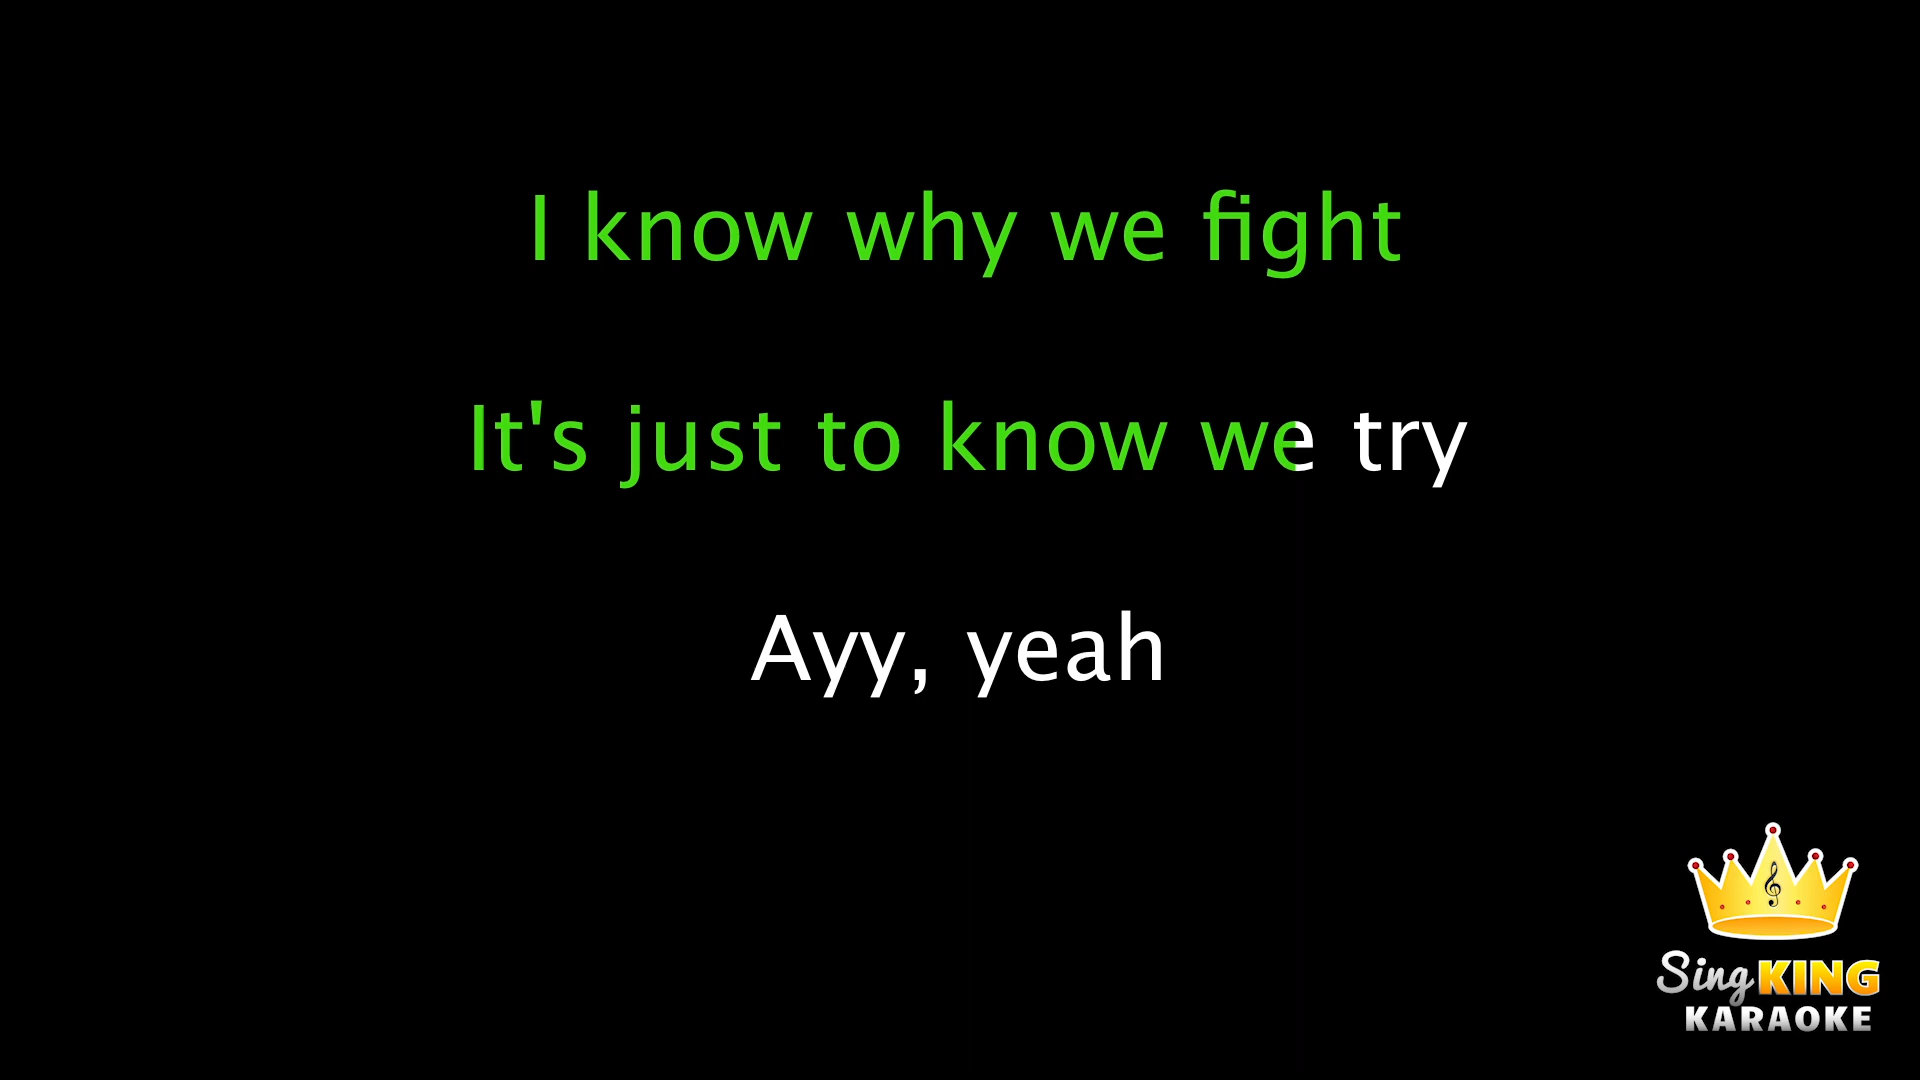 I know why we fight
It's just to know we try
Ayy, yeah
Sing KING
KARAOKE